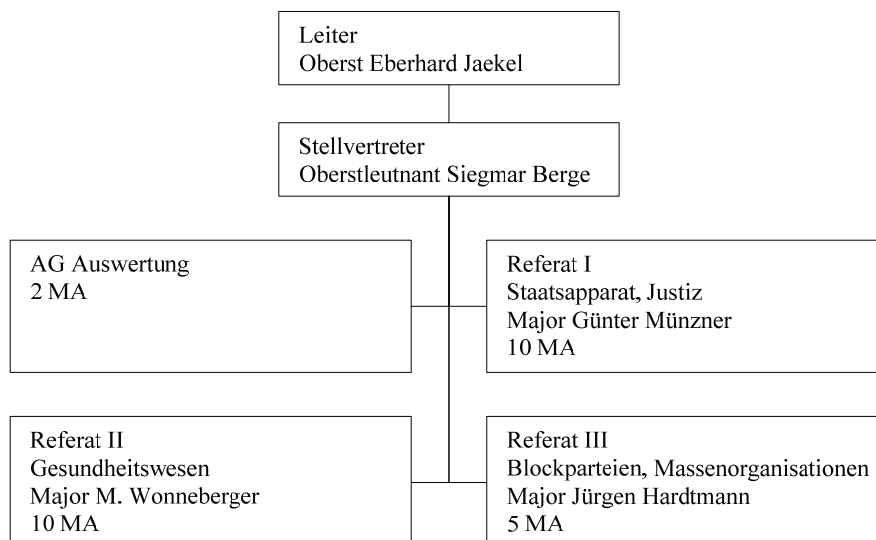 Leiter
Oberst Eberhard Jaekel
Stellvertreter
Oberstleutnant Siegmar Berge
AG Auswertung
2 MA
Referat I
Staatsapparat, Justiz
Major Günter Münzner
10 MA
Referat II
Gesundheitswesen
Major M. Wonneberger
10 MA
Referat III
Blockparteien, Massenorganisationen
Major Jürgen Hardtmann
5 MA